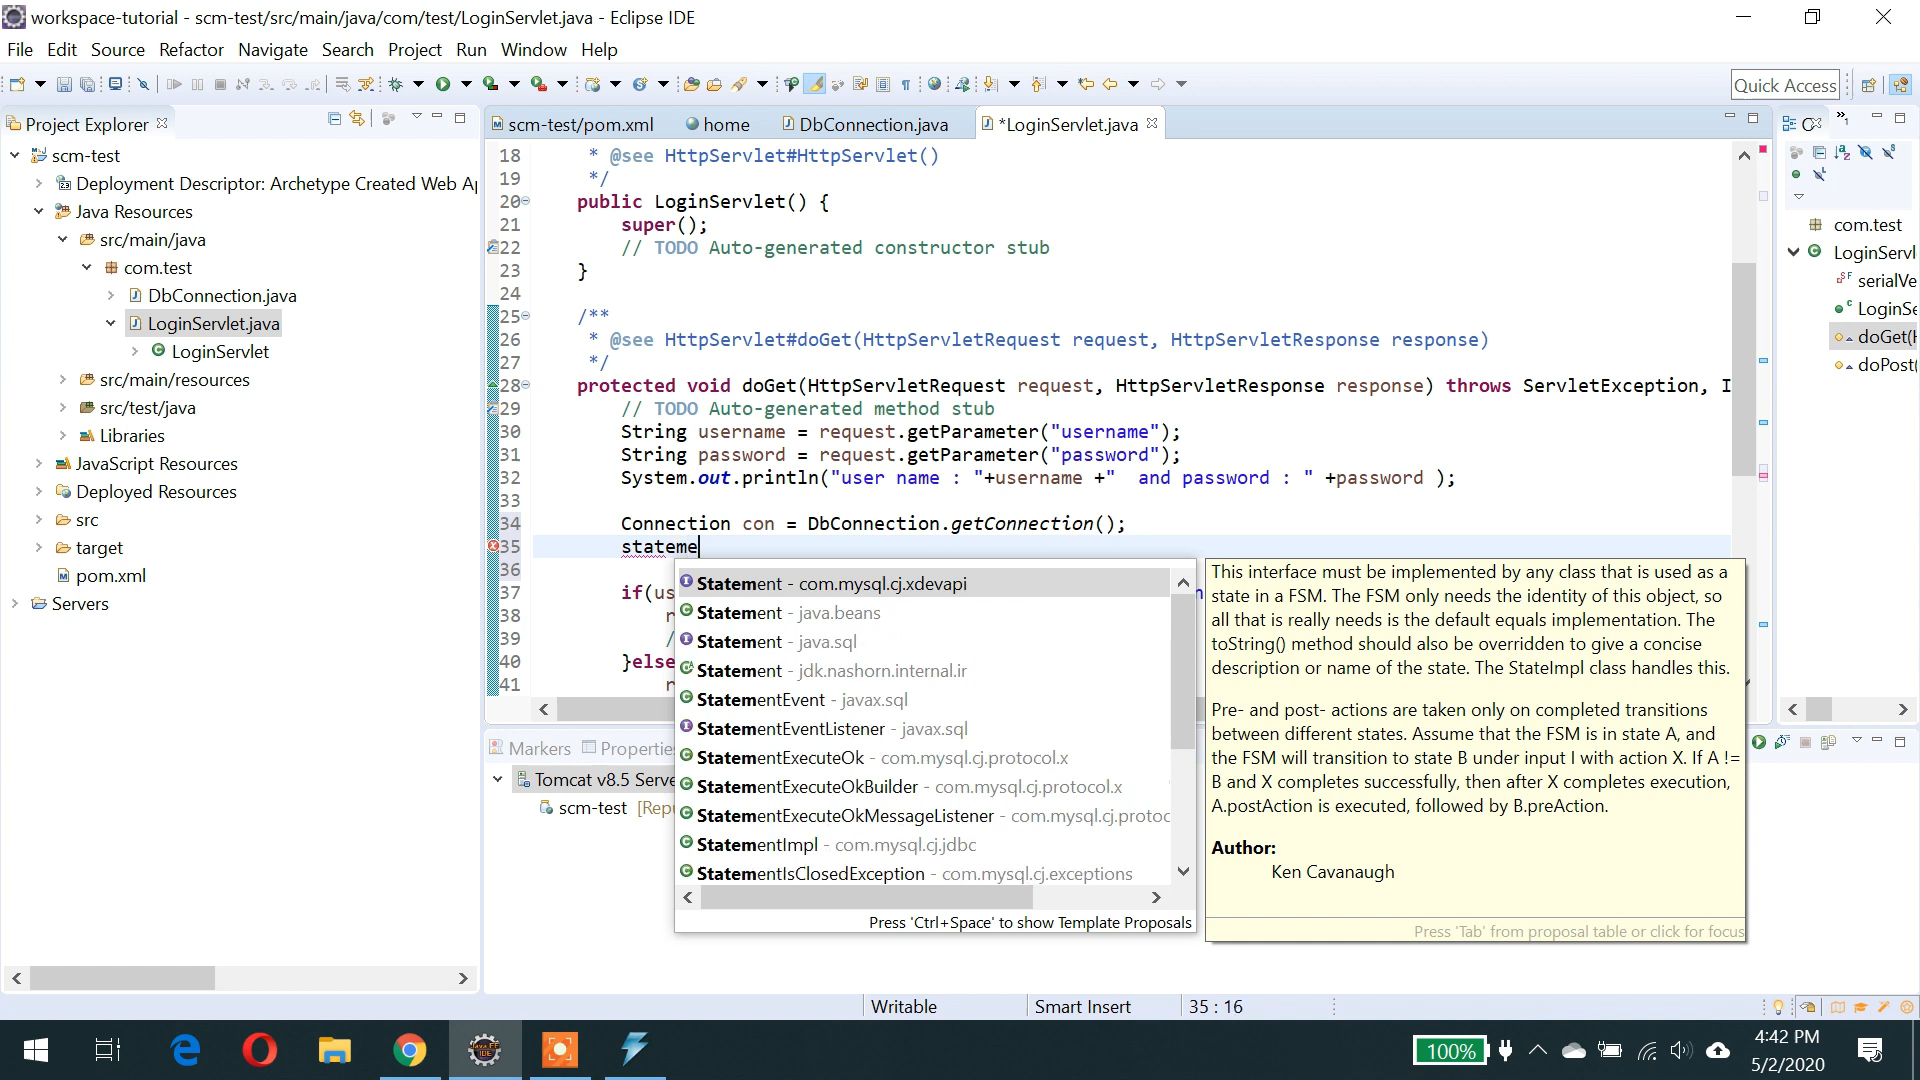 workspace-tutorial - scm-test/src/main/java/com/test/LoginServlet.java - Eclipse IDE
File Edit Source Refactor Navigate Search Project Run Window Help
Quick Access
Project Explorer
scm-test
Deployment Descriptor: Archetype Created Web Ap
Java Resources
src/main/java
com.test
DbConnection.java
LoginServlet.java
LoginServlet
src/main/resources
src/test/java
Libraries
JavaScript Resources
Deployed Resources
src
target
pom.xml
Servers
scm-test/pom.xml home DbConnection.java *LoginServlet.java
18 * @see HttpServlet#HttpServlet()
19 */
20 public LoginServlet() {
21 super();
22 // TODO Auto-generated constructor stub
23 }
24
25 /**
26 * @see HttpServlet#doGet(HttpServletRequest request, HttpServletResponse response)
27 */
28 protected void doGet(HttpServletRequest request, HttpServletResponse response) throws ServletException, I
29 // TODO Auto-generated method stub
30 String username = request.getParameter("username");
31 String password = request.getParameter("password");
32 System.out.println("user name : "+username +"  and password : " +password );
33
34 Connection con = DbConnection.getConnection();
35 stateme
36
37 if(us
38 r
39 /
40 }else
41 r
Statement - com.mysql.cj.xdevapi
Statement - java.beans
Statement - java.sql
Statement - jdk.nashorn.internal.ir
StatementEvent - javax.sql
StatementEventListener - javax.sql
StatementExecuteOk - com.mysql.cj.protocol.x
StatementExecuteOkBuilder - com.mysql.cj.protocol.x
StatementExecuteOkMessageListener - com.mysql.cj.protoc
StatementImpl - com.mysql.cj.jdbc
StatementIsClosedException - com.mysql.cj.exceptions
Press 'Ctrl+Space' to show Template Proposals
This interface must be implemented by any class that is used as a
state in a FSM. The FSM only needs the identity of this object, so
all that is really needs is the default equals implementation. The
toString() method should also be overridden to give a concise
description or name of the state. The StateImpl class handles this.
Pre- and post- actions are taken only on completed transitions
between different states. Assume that the FSM is in state A, and
the FSM will transition to state B under input I with action X. If A !=
B and X completes successfully, then after X completes execution,
A.postAction is executed, followed by B.preAction.
Author:
Ken Cavanaugh
Press 'Tab' from proposal table or click for focus
com.test
LoginServl
serialVe
LoginSe
doGet(H
doPost(
Markers Propertie
Tomcat v8.5 Serve
scm-test [Repu
Writable Smart Insert 35 : 16
100%
4:42 PM
5/2/2020